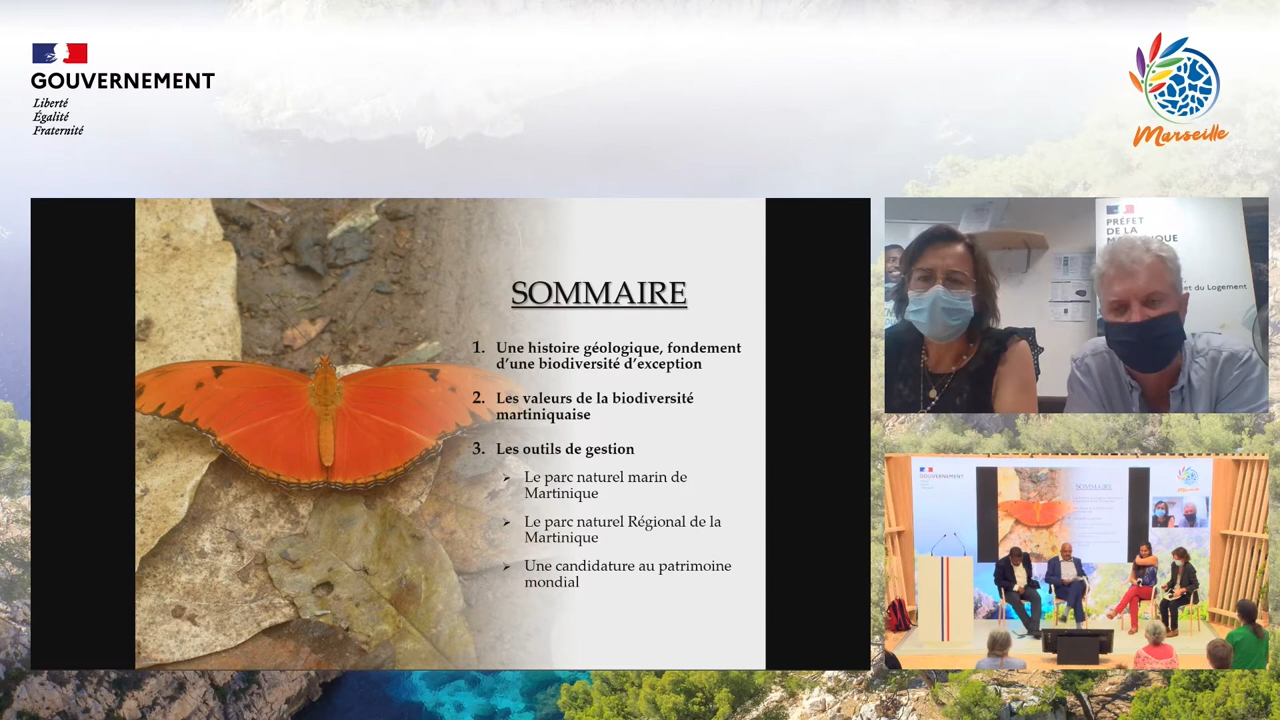 GOUVERNEMENT
Liberté
Égalité
Fraternité
Marseille
SOMMAIRE
1. Une histoire géologique, fondement
d'une biodiversité d'exception
2. Les valeurs de la biodiversité
martiniquaise
3. Les outils de gestion
➢ Le parc naturel marin de
Martinique
➢ Le parc naturel Régional de la
Martinique
➢ Une candidature au patrimoine
mondial
PRÉFET
DE LA
et du Logement
GOUVERNEMENT
SOMMAIRE